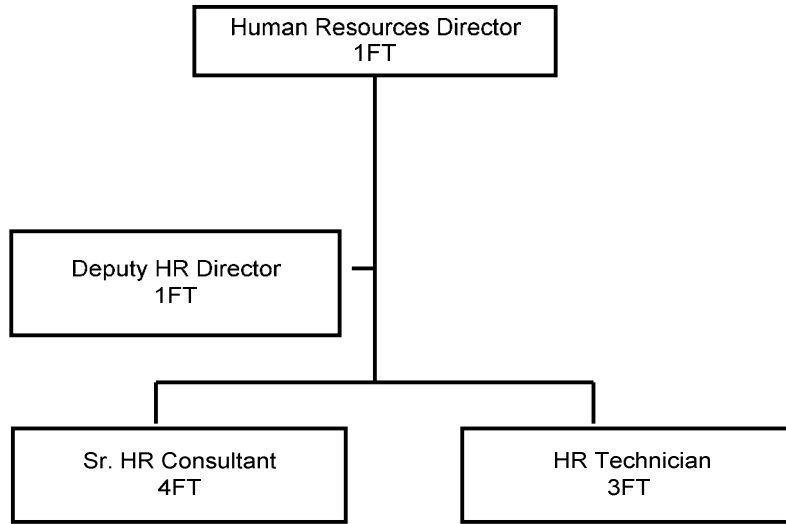 Human Resources Director
1FT
Deputy HR Director
1FT
Sr. HR Consultant
4FT
HR Technician
3FT